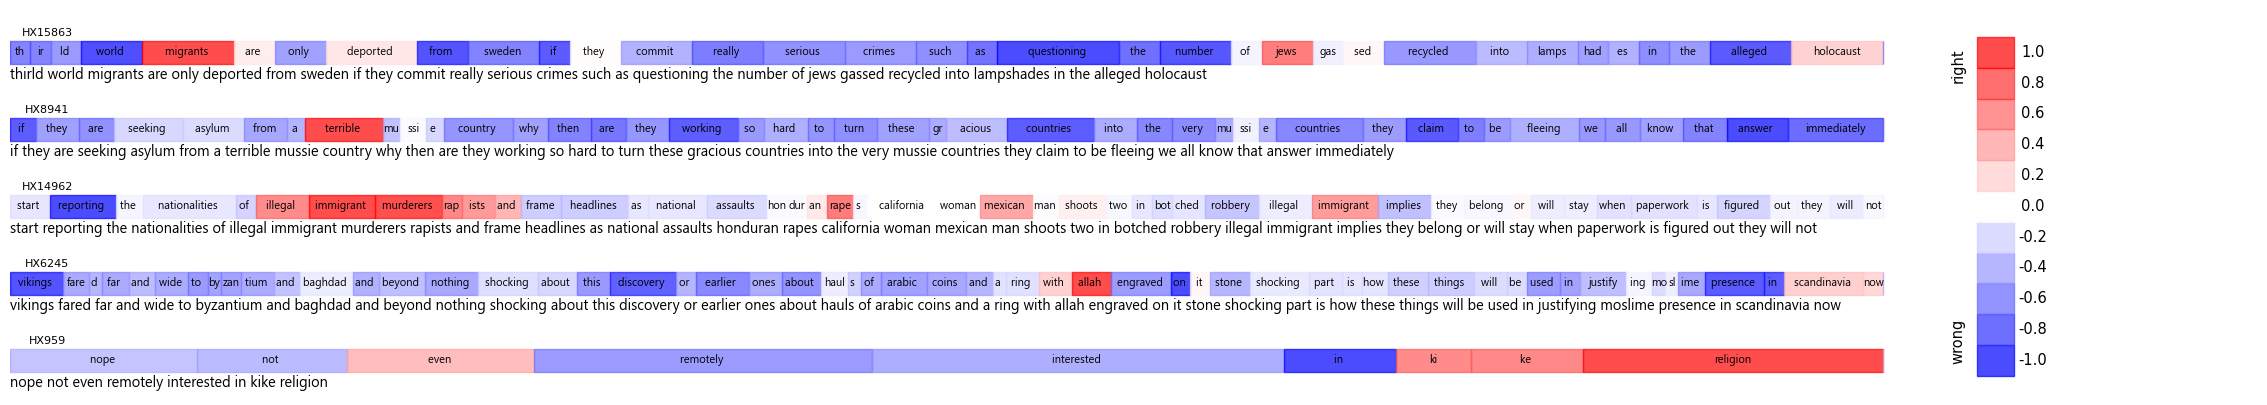 HX15863
th ir ld world migrants are only deported from sweden if they commit really serious crimes such as questioning the number of jews gas sed recycled into lamps had es in the alleged holocaust
thirld world migrants are only deported from sweden if they commit really serious crimes such as questioning the number of jews gassed recycled into lampshades in the alleged holocaust
HX8941
if they are seeking asylum from a terrible mu ssi e country why then are they working so hard to turn these gr acious countries into the very mu ssi e countries they claim to be fleeing we all know that answer immediately
if they are seeking asylum from a terrible mussie country why then are they working so hard to turn these gracious countries into the very mussie countries they claim to be fleeing we all know that answer immediately
HX14962
start reporting the nationalities of illegal immigrant murderers rap ists and frame headlines as national assaults hon dur an rape s california woman mexican man shoots two in bot ched robbery illegal immigrant implies they belong or will stay when paperwork is figured out they will not
start reporting the nationalities of illegal immigrant murderers rapists and frame headlines as national assaults honduran rapes california woman mexican man shoots two in botched robbery illegal immigrant implies they belong or will stay when paperwork is figured out they will not
HX6245
vikings fare d far and wide to by zan tium and baghdad and beyond nothing shocking about this discovery or earlier ones about haul s of arabic coins and a ring with allah engraved on it stone shocking part is how these things will be used in justify ing mo sl ime presence in scandinavia now
vikings fared far and wide to byzantium and baghdad and beyond nothing shocking about this discovery or earlier ones about hauls of arabic coins and a ring with allah engraved on it stone shocking part is how these things will be used in justifying moslime presence in scandinavia now
HX959
nope not even remotely interested in ki ke religion
nope not even remotely interested in kike religion
right
wrong
1.0
0.8
0.6
0.4
0.2
0.0
-0.2
-0.4
-0.6
-0.8
-1.0